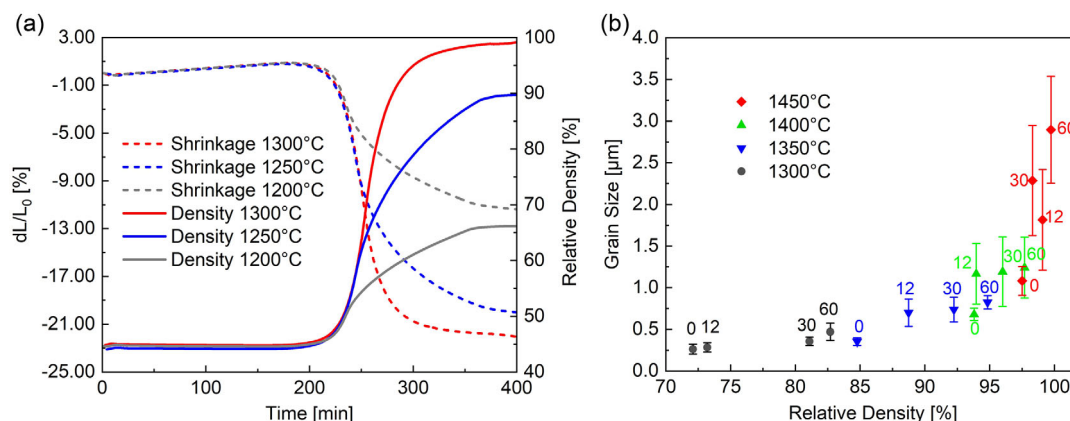 (a)
3.00
-1.00
-5.00
-9.00
-13.00
-17.00
-21.00
-25.00
dL/L0 [%]
Shrinkage 1300°C
Shrinkage 1250°C
Shrinkage 1200°C
Density 1300°C
Density 1250°C
Density 1200°C
100
90
80
70
60
50
40
Relative Density [%]
0 100 200 300 400
Time [min]
(b)
4.0
3.5
3.0
2.5
2.0
1.5
1.0
0.5
0.0
Grain Size [µm]
1450°C
1400°C
1350°C
1300°C
60
30
12
0
12
30
60
0
12
30
60
0
0 12
30
60
70 75 80 85 90 95 100
Relative Density [%]